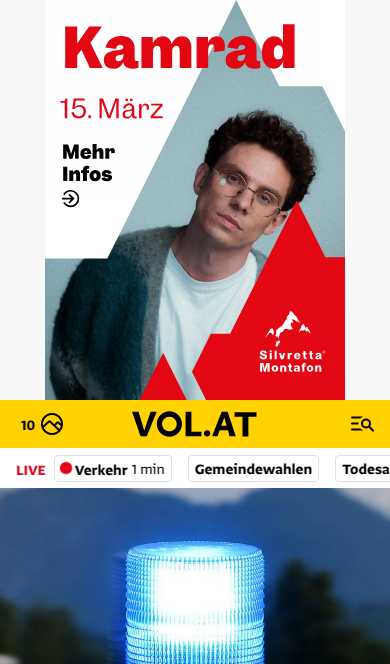 Kamrad
15. März
Mehr
Infos
Silvretta®
Montafon
10 VOL.AT
LIVE Verkehr 1 min Gemeindewahlen Todesa